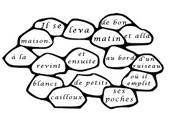 Il se
leva
de bon
matin
et alla
maison.
à la
revint
et
ensuite
au bord
d'un
ruisseau
où il
emplit
blancs
de petits
cailloux
ses
poches